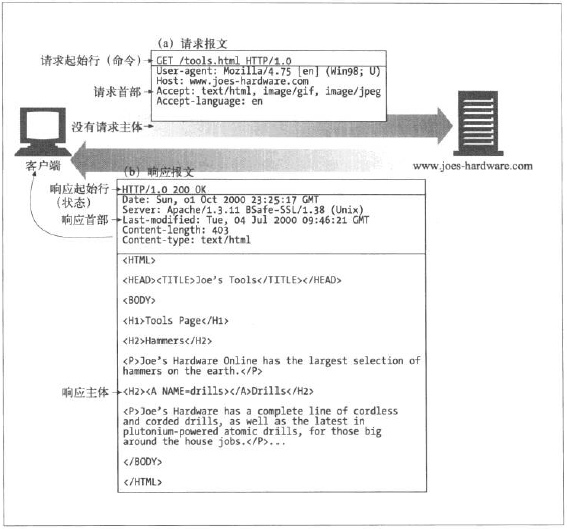 (a) 请求报文
请求起始行（命令）
GET /tools.html HTTP/1.0
User-agent: Mozilla/4.75 [en] (Win98; U)
Host: www.joes-hardware.com
请求首部
Accept: text/html, image/gif, image/jpeg
Accept-language: en
没有请求主体
客户端
www.joes-hardware.com
(b) 响应报文
响应起始行
(状态)
HTTP/1.0 200 OK
Date: Sun, 01 Oct 2000 23:25:17 GMT
Server: Apache/1.3.11 BSafe-SSL/1.38 (Unix)
响应首部
Last-modified: Tue, 04 Jul 2000 09:46:21 GMT
Content-length: 403
Content-type: text/html
<HTML>
<HEAD><TITLE>Joe's Tools</TITLE></HEAD>
<BODY>
<H1>Tools Page</H1>
<H2>Hammers</H2>
<P>Joe's Hardware Online has the largest selection of
hammers on the earth.</P>
响应主体
<H2><A NAME=drills></A>Drills</H2>
<P>Joe's Hardware has a complete line of cordless
and corded drills, as well as the latest in
plutonium-powered atomic drills, for those big
around the house jobs.</P>...
</BODY>
</HTML>